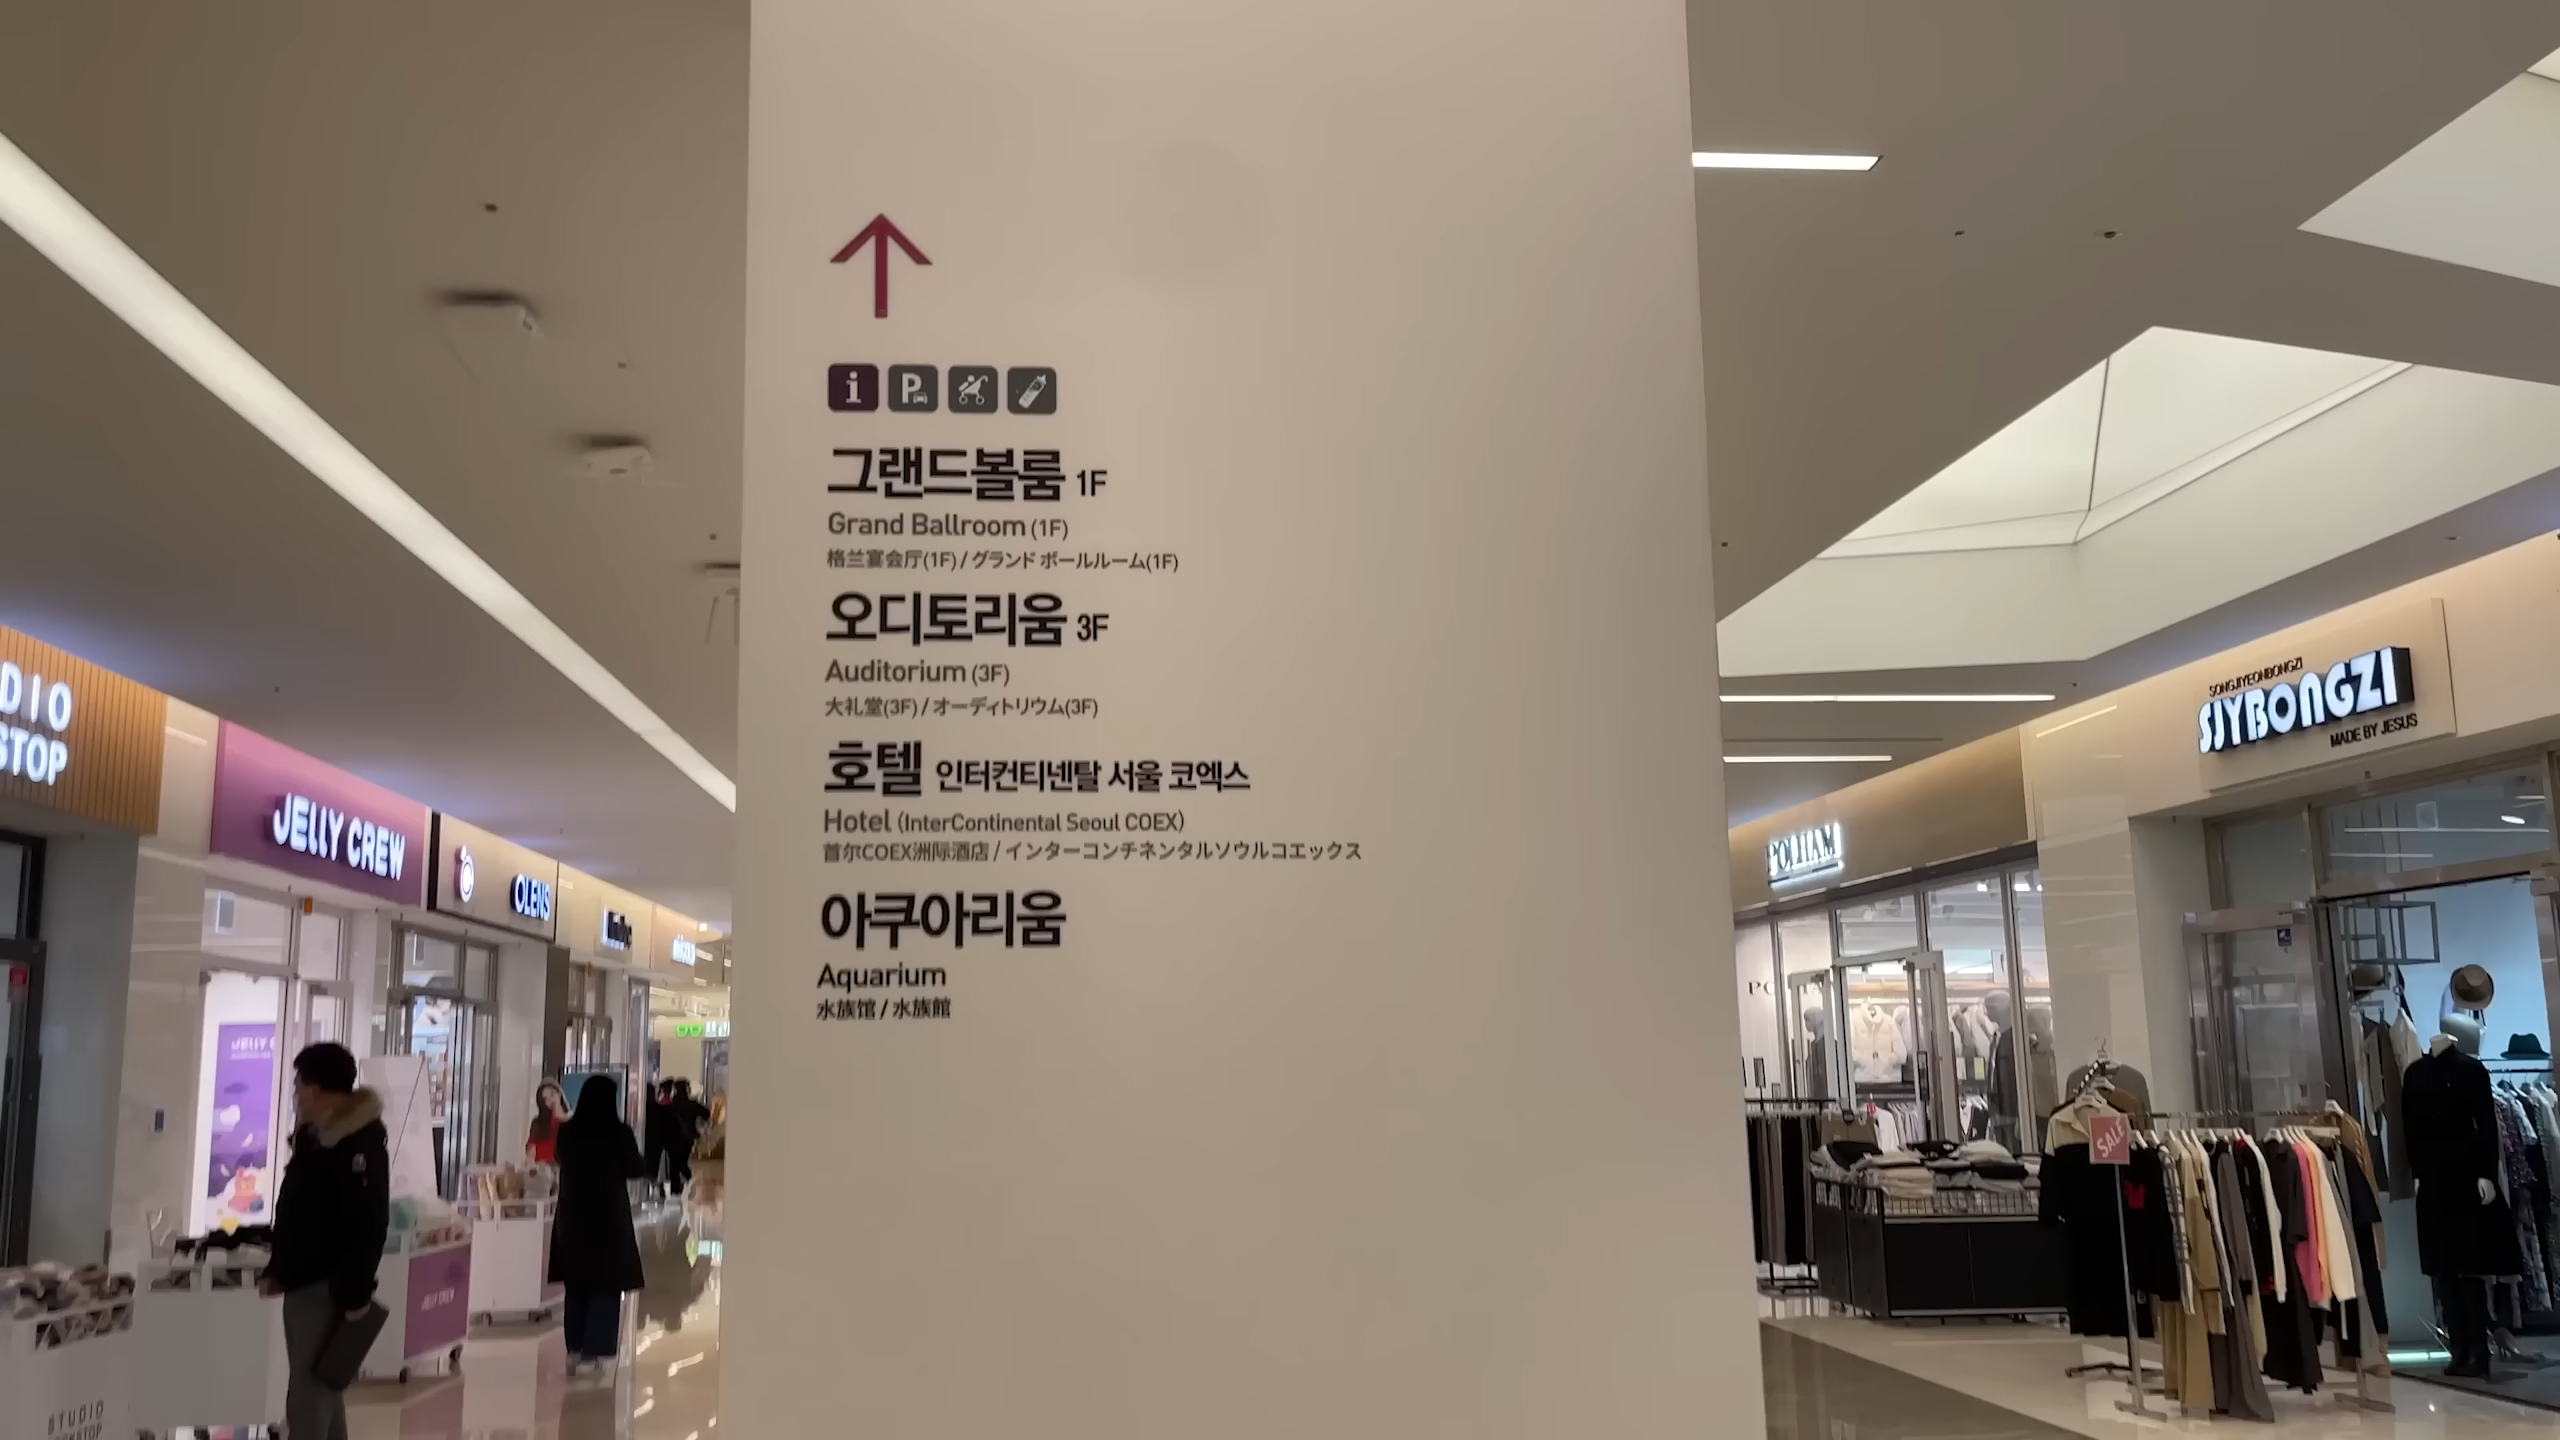 그랜드볼룸 1F
Grand Ballroom (1F)
格兰宴会厅(1F) / グランド ボールルーム(1F)
오디토리움 3F
Auditorium (3F)
大礼堂(3F) / オーディトリウム(3F)
호텔 인터컨티넨탈 서울 코엑스
Hotel (InterContinental Seoul COEX)
首尔COEX洲际酒店 / インターコンチネンタルソウルコエックス
아쿠아리움
Aquarium
水族馆 / 水族館
DIO
STOP
JELLY CREW
OLENS
JELLY CREW
STUDIO
POLHAM
SONGJIYEONBONGZI
SJYBONGZI
MADE BY JESUS
SALE